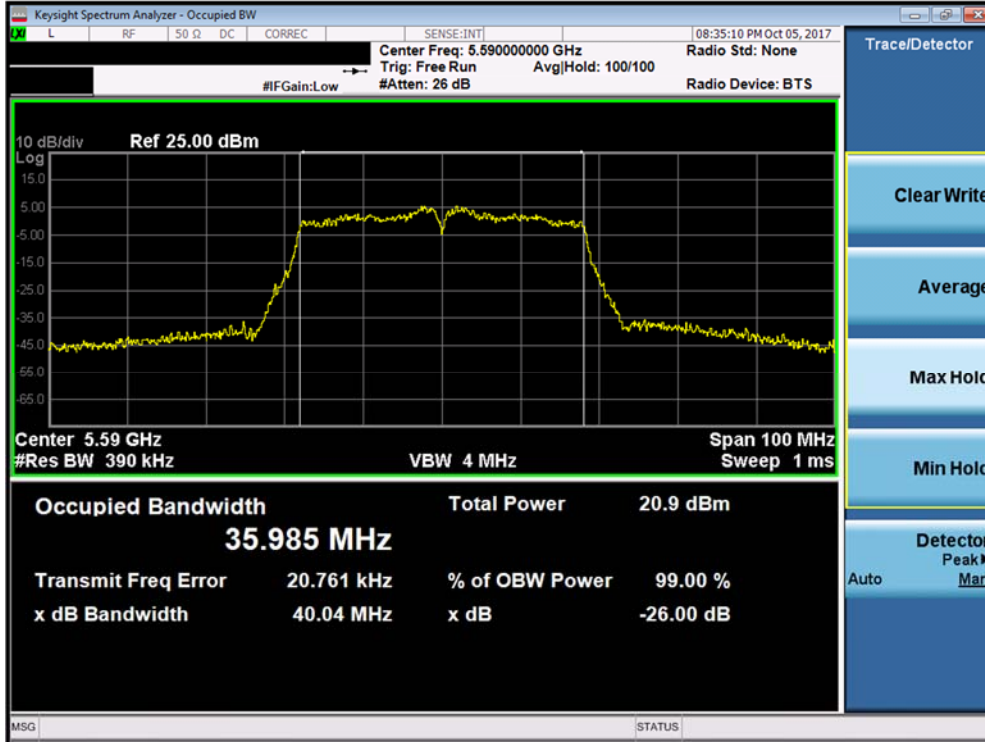 Keysight Spectrum Analyzer - Occupied BW
LXI L RF 50 Ω DC CORREC SENSE:INT 08:35:10 PM Oct 05, 2017
Center Freq: 5.590000000 GHz Radio Std: None
Trig: Free Run Avg|Hold: 100/100
#IFGain:Low #Atten: 26 dB Radio Device: BTS
10 dB/div Ref 25.00 dBm
Log
15.0
5.00
-5.00
-15.0
-25.0
-35.0
-45.0
-55.0
-65.0
Center 5.59 GHz Span 100 MHz
#Res BW 390 kHz VBW 4 MHz Sweep 1 ms
Occupied Bandwidth Total Power 20.9 dBm
35.985 MHz
Transmit Freq Error 20.761 kHz % of OBW Power 99.00 %
x dB Bandwidth 40.04 MHz x dB -26.00 dB
MSG STATUS
Trace/Detector
Clear Write
Average
Max Hold
Min Hold
Detector
Peak
Auto Man